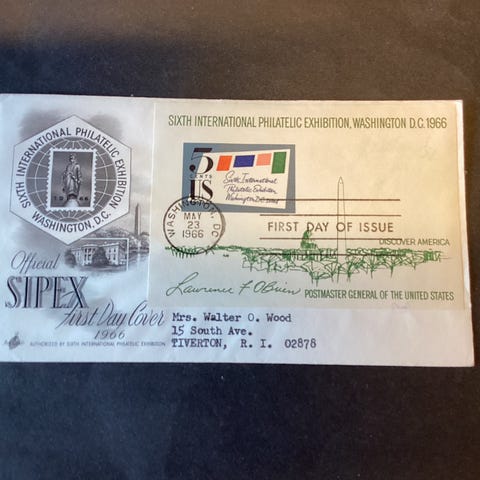 SIXTH INTERNATIONAL PHILATELIC EXHIBITION
WASHINGTON, D.C.
1966
Official
SIPEX
First Day Cover
1966
AUTHORIZED BY SIXTH INTERNATIONAL PHILATELIC EXHIBITION
SIXTH INTERNATIONAL PHILATELIC EXHIBITION, WASHINGTON D.C. 1966
5
CENTS
US
Sixth International
Philatelic Exhibition
Washington D.C.
WASHINGTON, DC
MAY
23
1966
FIRST DAY OF ISSUE
DISCOVER AMERICA
Lawrence F. O'Brien
POSTMASTER GENERAL OF THE UNITED STATES
Mrs. Walter O. Wood
15 South Ave.
TIVERTON, R. I. 02878